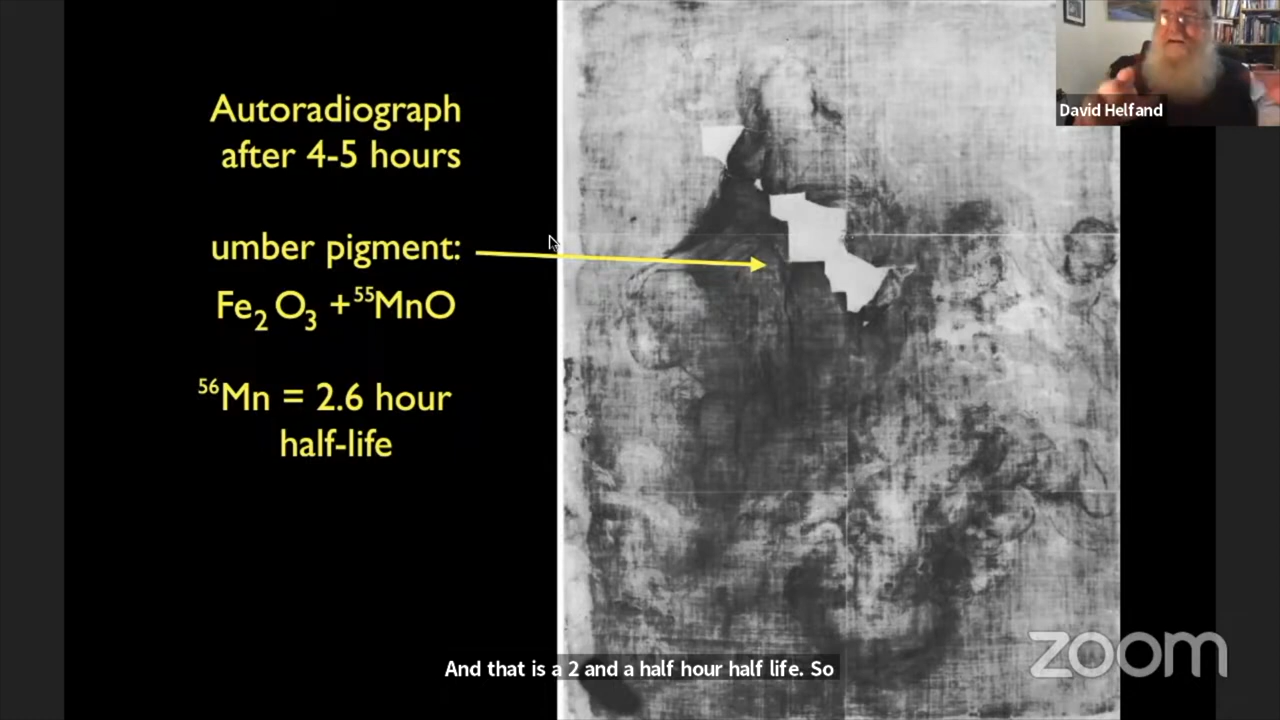 Autoradiograph
after 4-5 hours
umber pigment:
Fe₂O₃ + ⁵⁵MnO
⁵⁶Mn = 2.6 hour
half-life
David Helfand
And that is a 2 and a half hour half life. So
zoom